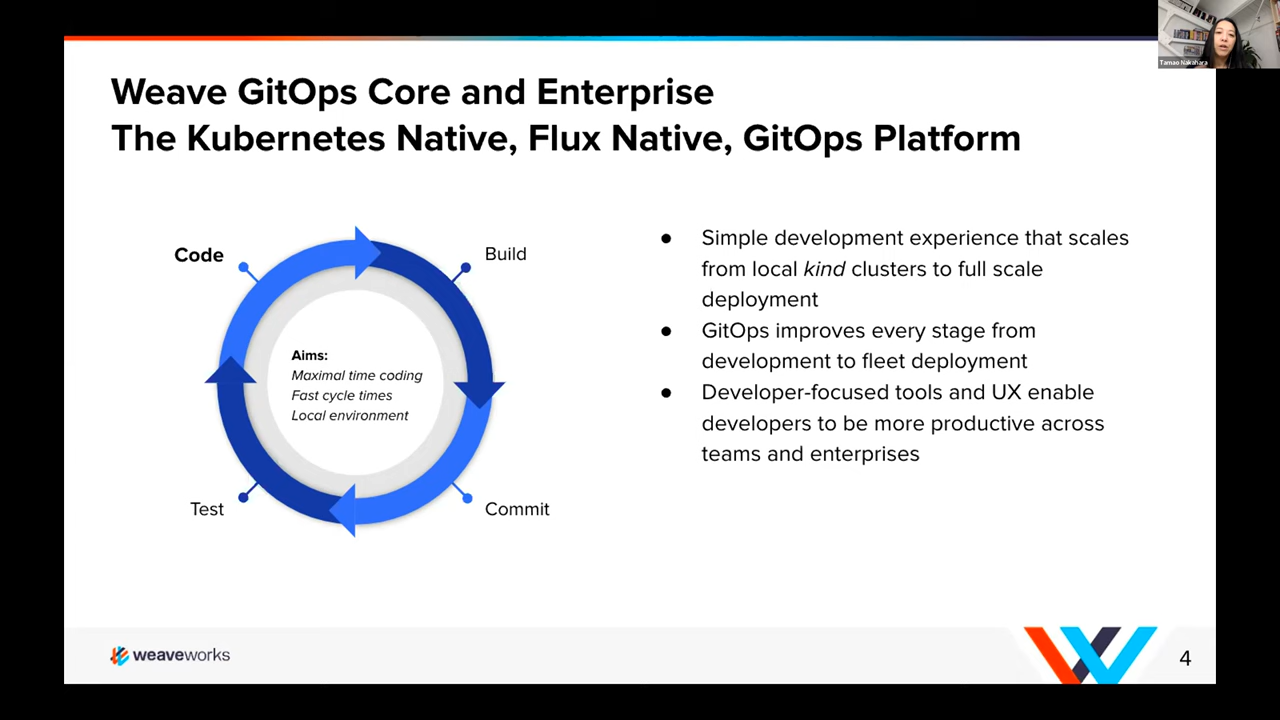 Tamao Nakahara
Weave GitOps Core and Enterprise
The Kubernetes Native, Flux Native, GitOps Platform
Code
Build
Aims:
Maximal time coding
Fast cycle times
Local environment
Test
Commit
● Simple development experience that scales
from local kind clusters to full scale
deployment
● GitOps improves every stage from
development to fleet deployment
● Developer-focused tools and UX enable
developers to be more productive across
teams and enterprises
weaveworks
4